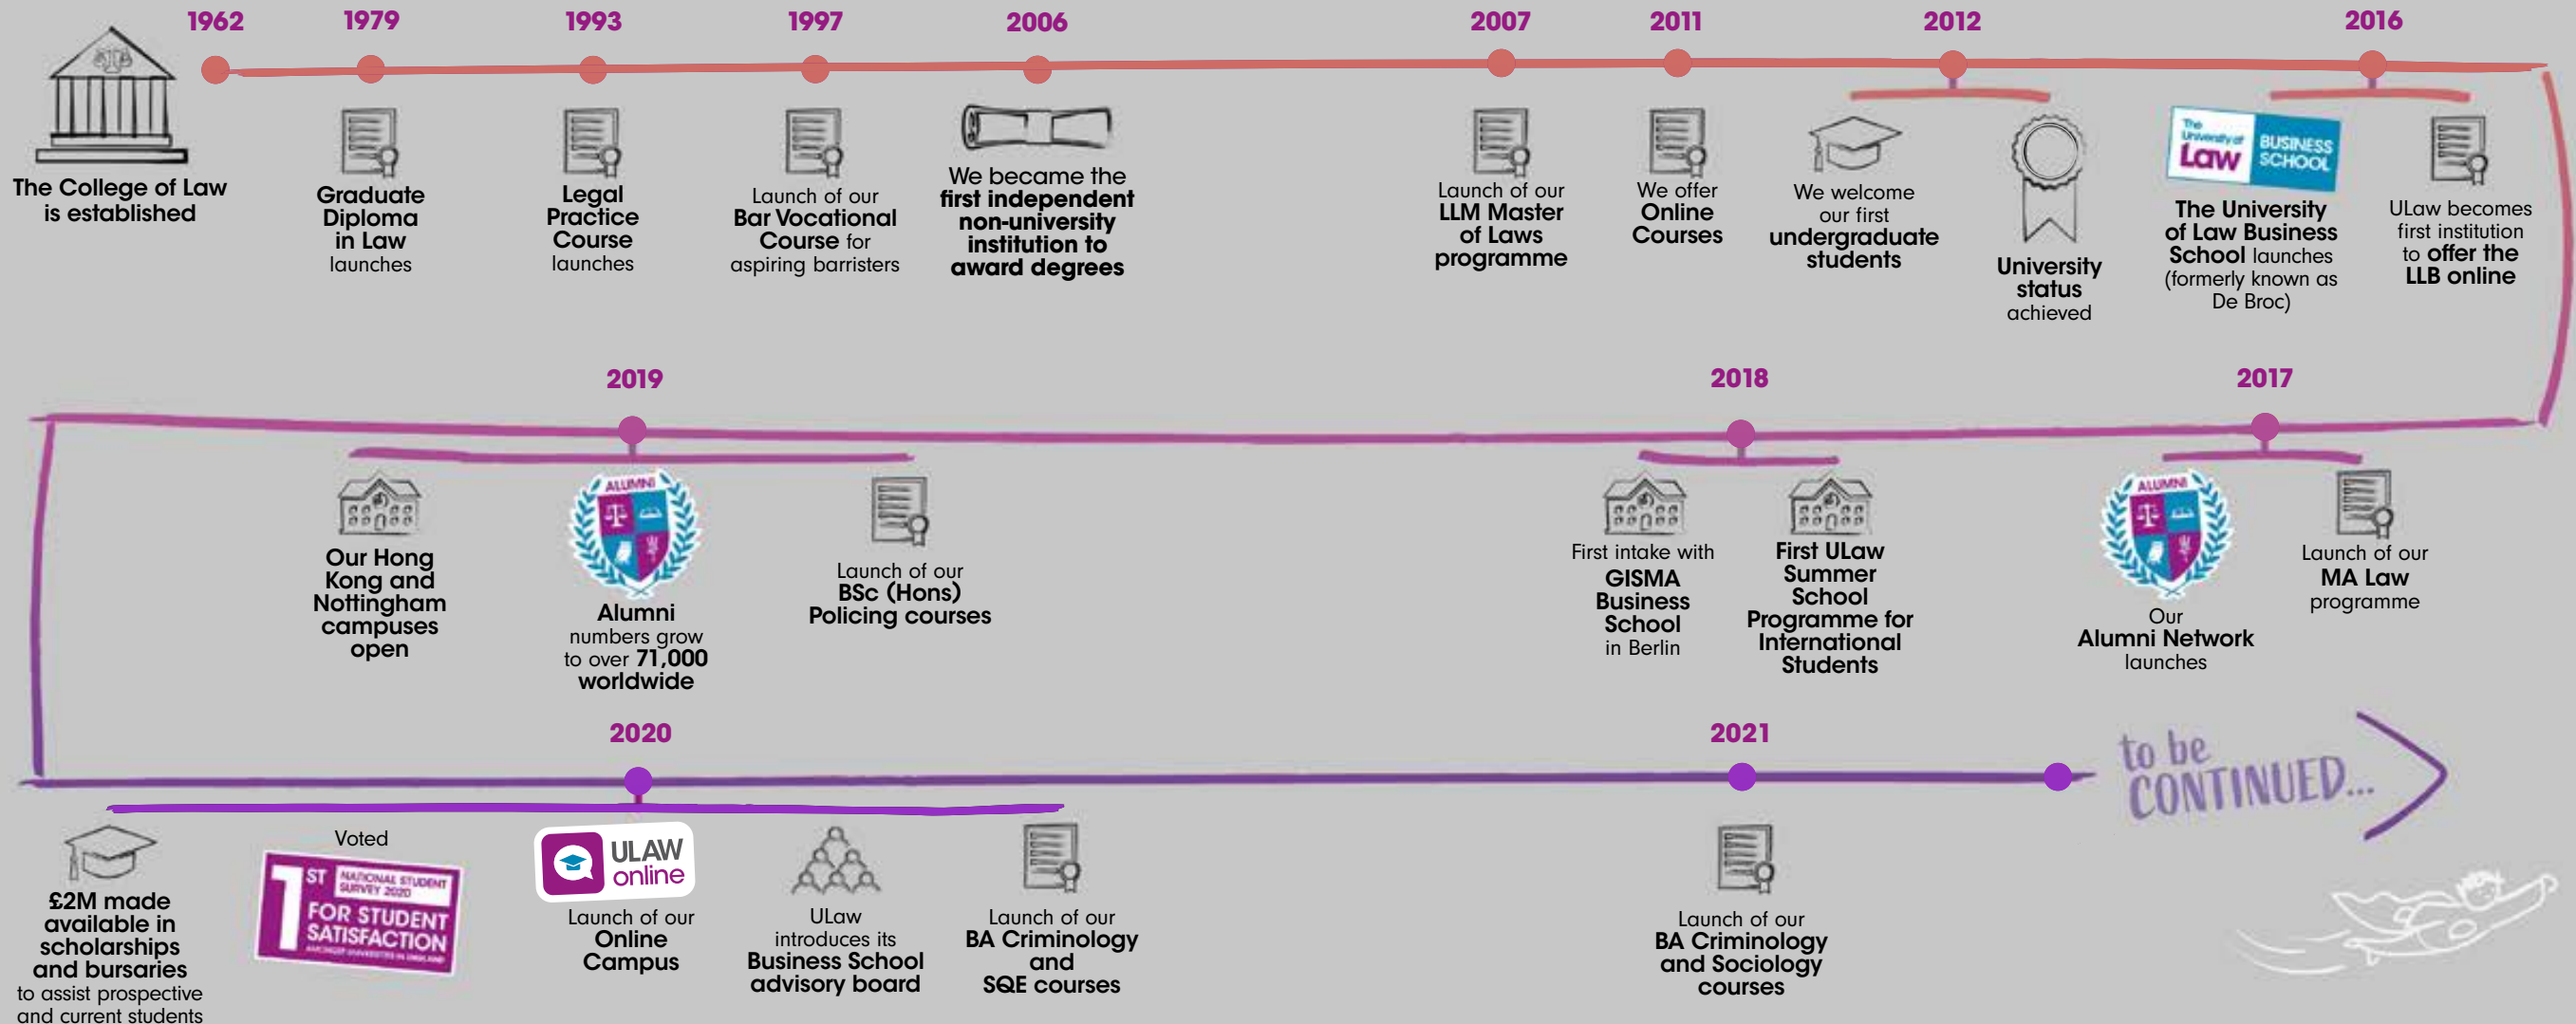 1962
The College of Law
is established
1979
Graduate
Diploma
in Law
launches
1993
Legal
Practice
Course
launches
1997
Launch of our
Bar Vocational
Course for
aspiring barristers
2006
We became the
first independent
non-university
institution to
award degrees
2007
Launch of our
LLM Master
of Laws
programme
2011
We offer
Online
Courses
2012
We welcome
our first
undergraduate
students
University
status
achieved
2016
The
University of
Law
BUSINESS
SCHOOL
The University
of Law Business
School launches
(formerly known as
De Broc)
ULaw becomes
first institution
to offer the
LLB online
2017
ALUMNI
Our
Alumni Network
launches
Launch of our
MA Law
programme
2018
First intake with
GISMA
Business
School
in Berlin
First ULaw
Summer
School
Programme for
International
Students
2019
Our Hong
Kong and
Nottingham
campuses
open
ALUMNI
Alumni
numbers grow
to over 71,000
worldwide
Launch of our
BSc (Hons)
Policing courses
2020
£2M made
available in
scholarships
and bursaries
to assist prospective
and current students
Voted
1ST
NATIONAL STUDENT
SURVEY 2020
FOR STUDENT
SATISFACTION
AMONGST UNIVERSITIES IN ENGLAND
ULAW
online
Launch of our
Online
Campus
ULaw
introduces its
Business School
advisory board
Launch of our
BA Criminology
and
SQE courses
2021
Launch of our
BA Criminology
and Sociology
courses
to be
CONTINUED...